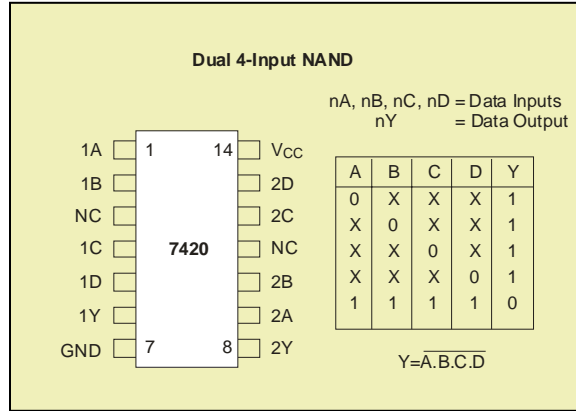 Dual 4-Input NAND
nA, nB, nC, nD = Data Inputs
nY = Data Output
1A 1 14 VCC
1B 2D
NC 2C
1C 7420 NC
1D 2B
1Y 2A
GND 7 8 2Y
A B C D Y
0 X X X 1
X 0 X X 1
X X 0 X 1
X X X 0 1
1 1 1 1 0
Y=A.B.C.D